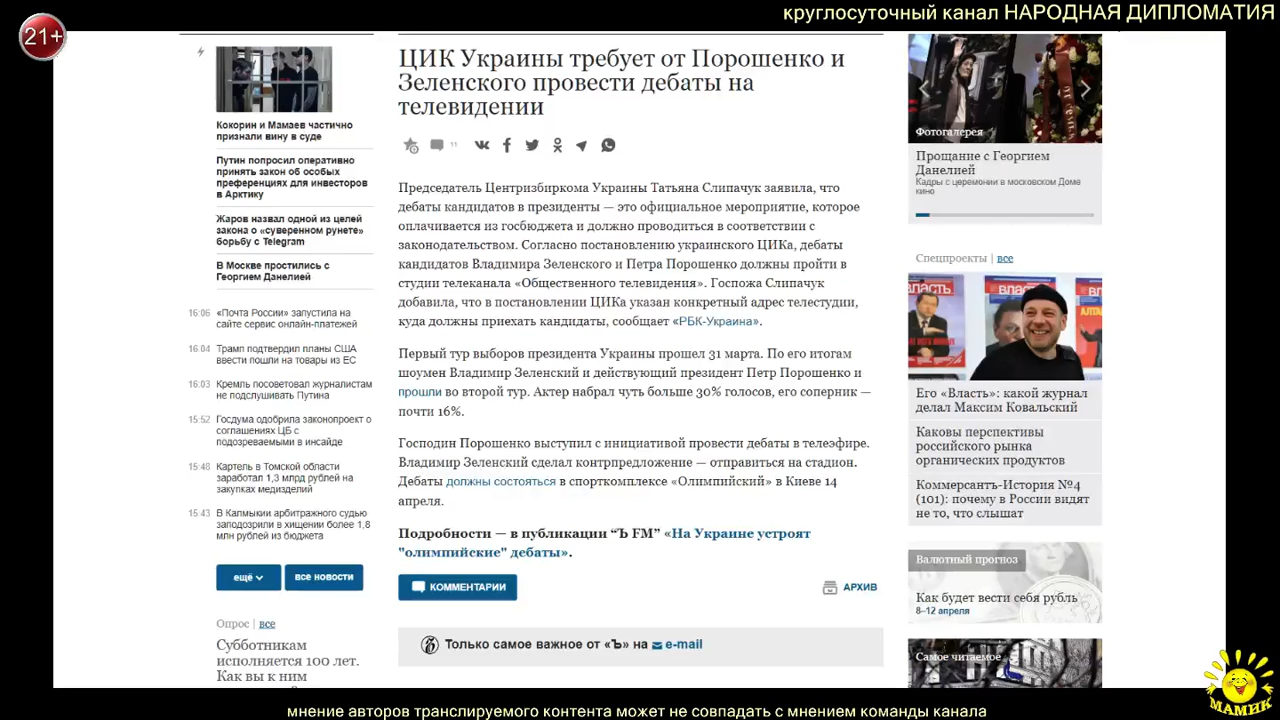 круглосуточный канал НАРОДНАЯ ДИПЛОМАТИЯ
21+
Кокорин и Мамаев частично
признали вину в суде
Путин попросил оперативно
принять закон об особых
преференциях для инвесторов
в Арктику
Жаров назвал одной из целей
закона о «суверенном рунете»
борьбу с Telegram
В Москве простились с
Георгием Данелией
16:06 «Почта России» запустила на
сайте сервис онлайн-платежей
16:04 Трамп подтвердил планы США
ввести пошлины на товары из ЕС
16:03 Кремль посоветовал журналистам
не подслушивать Путина
15:52 Госдума одобрила законопроект о
соглашениях ЦБ с
подозреваемыми в инсайде
15:48 Картель в Томской области
заработал 1,3 млрд рублей на
закупках медизделий
15:43 В Калмыкии арбитражного судью
заподозрили в хищении более 1,8
млн рублей из бюджета
ещё
все новости
Опрос | все
Субботникам
исполняется 100 лет.
Как вы к ним
ЦИК Украины требует от Порошенко и
Зеленского провести дебаты на
телевидении
11
Председатель Центризбиркома Украины Татьяна Слипачук заявила, что
дебаты кандидатов в президенты — это официальное мероприятие, которое
оплачивается из госбюджета и должно проводиться в соответствии с
законодательством. Согласно постановлению украинского ЦИКа, дебаты
кандидатов Владимира Зеленского и Петра Порошенко должны пройти в
студии телеканала «Общественного телевидения». Госпожа Слипачук
добавила, что в постановлении ЦИКа указан конкретный адрес телестудии,
куда должны приехать кандидаты, сообщает «РБК-Украина».
Первый тур выборов президента Украины прошел 31 марта. По его итогам
шоумен Владимир Зеленский и действующий президент Петр Порошенко и
прошли во второй тур. Актер набрал чуть больше 30% голосов, его соперник —
почти 16%.
Господин Порошенко выступил с инициативой провести дебаты в телеэфире.
Владимир Зеленский сделал контрпредложение — отправиться на стадион.
Дебаты должны состояться в спорткомплексе «Олимпийский» в Киеве 14
апреля.
Подробности — в публикации “Ъ FM” «На Украине устроят
"олимпийские" дебаты».
КОММЕНТАРИИ
АРХИВ
Только самое важное от «Ъ» на e-mail
Фотогалерея
Прощание с Георгием
Данелией
Кадры с церемонии в московском Доме
кино
Спецпроекты | все
Его «Власть»: какой журнал
делал Максим Ковальский
Каковы перспективы
российского рынка
органических продуктов
Коммерсантъ-История №4
(101): почему в России видят
не то, что слышат
Валютный прогноз
Как будет вести себя рубль
8–12 апреля
Самое читаемое
МАМИК
мнение авторов транслируемого контента может не совпадать с мнением команды канала